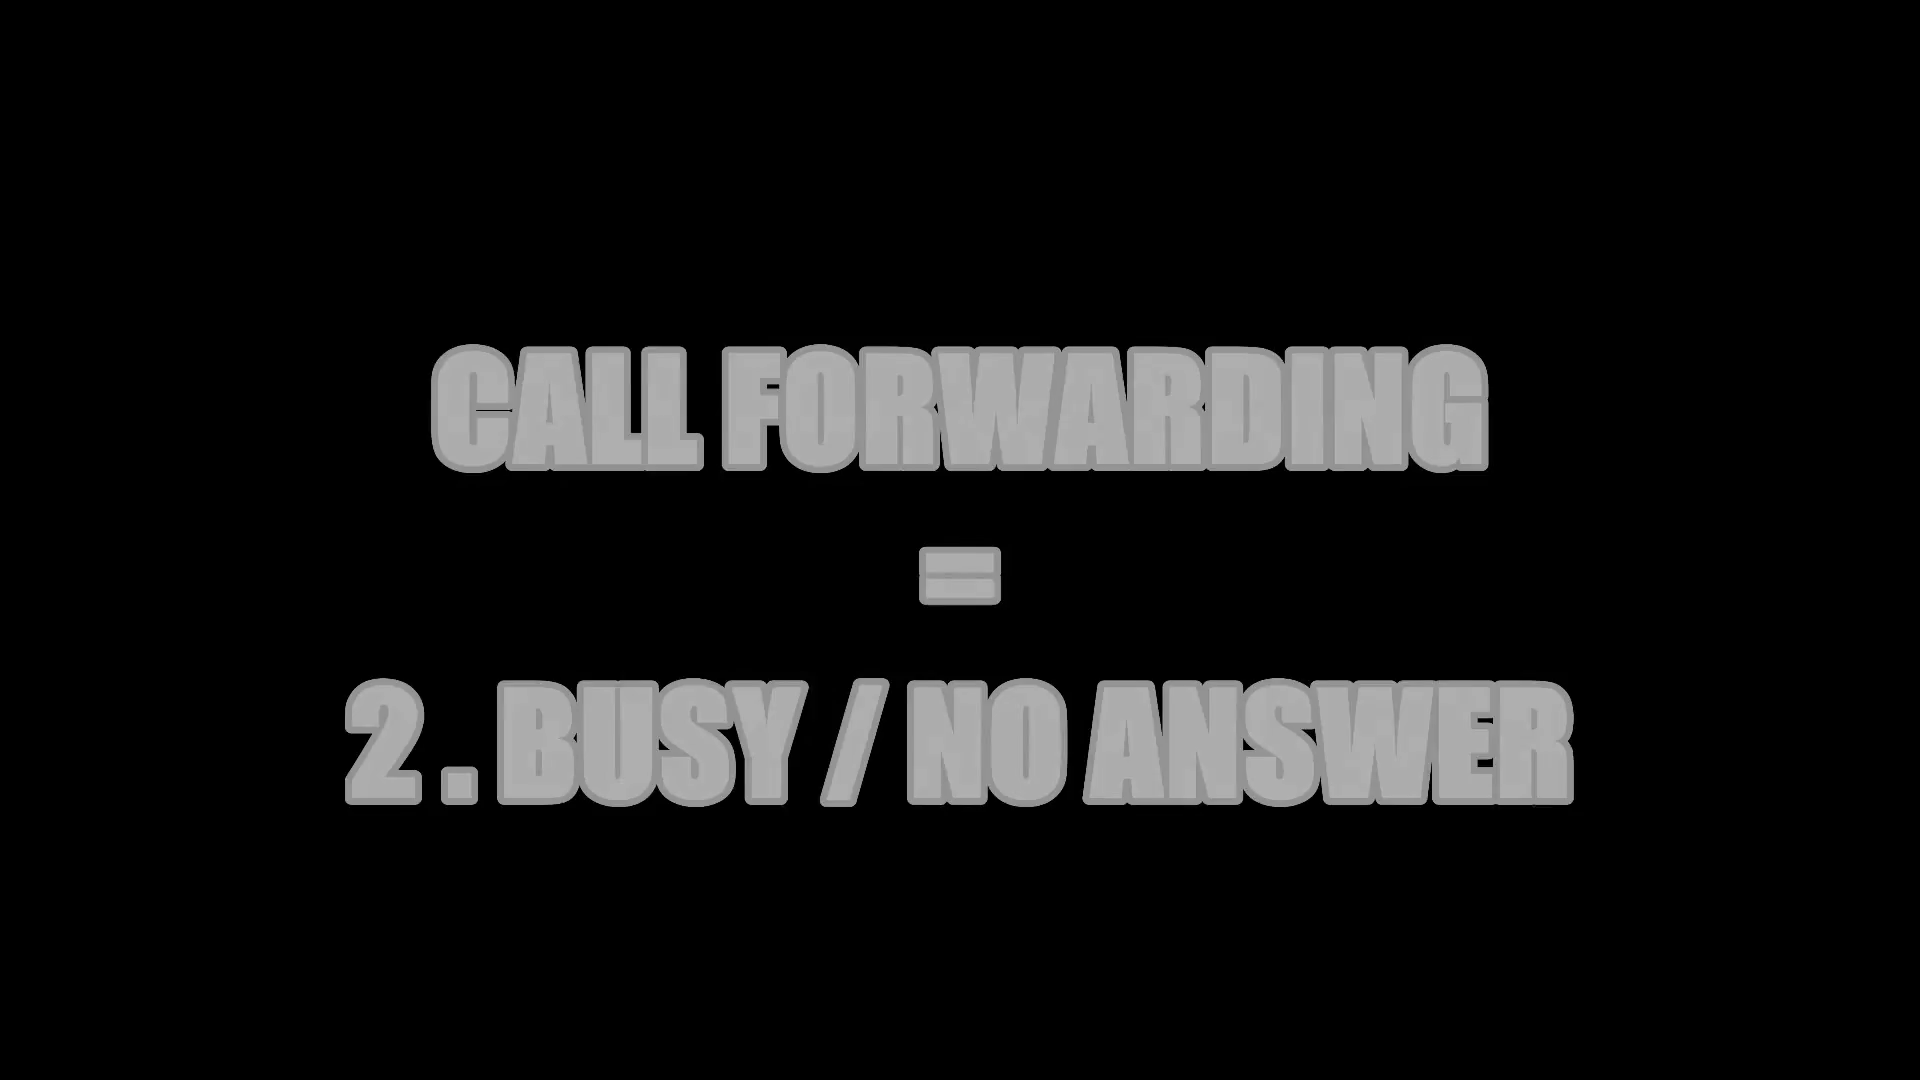 CALL FORWARDING
=
2. BUSY / NO ANSWER